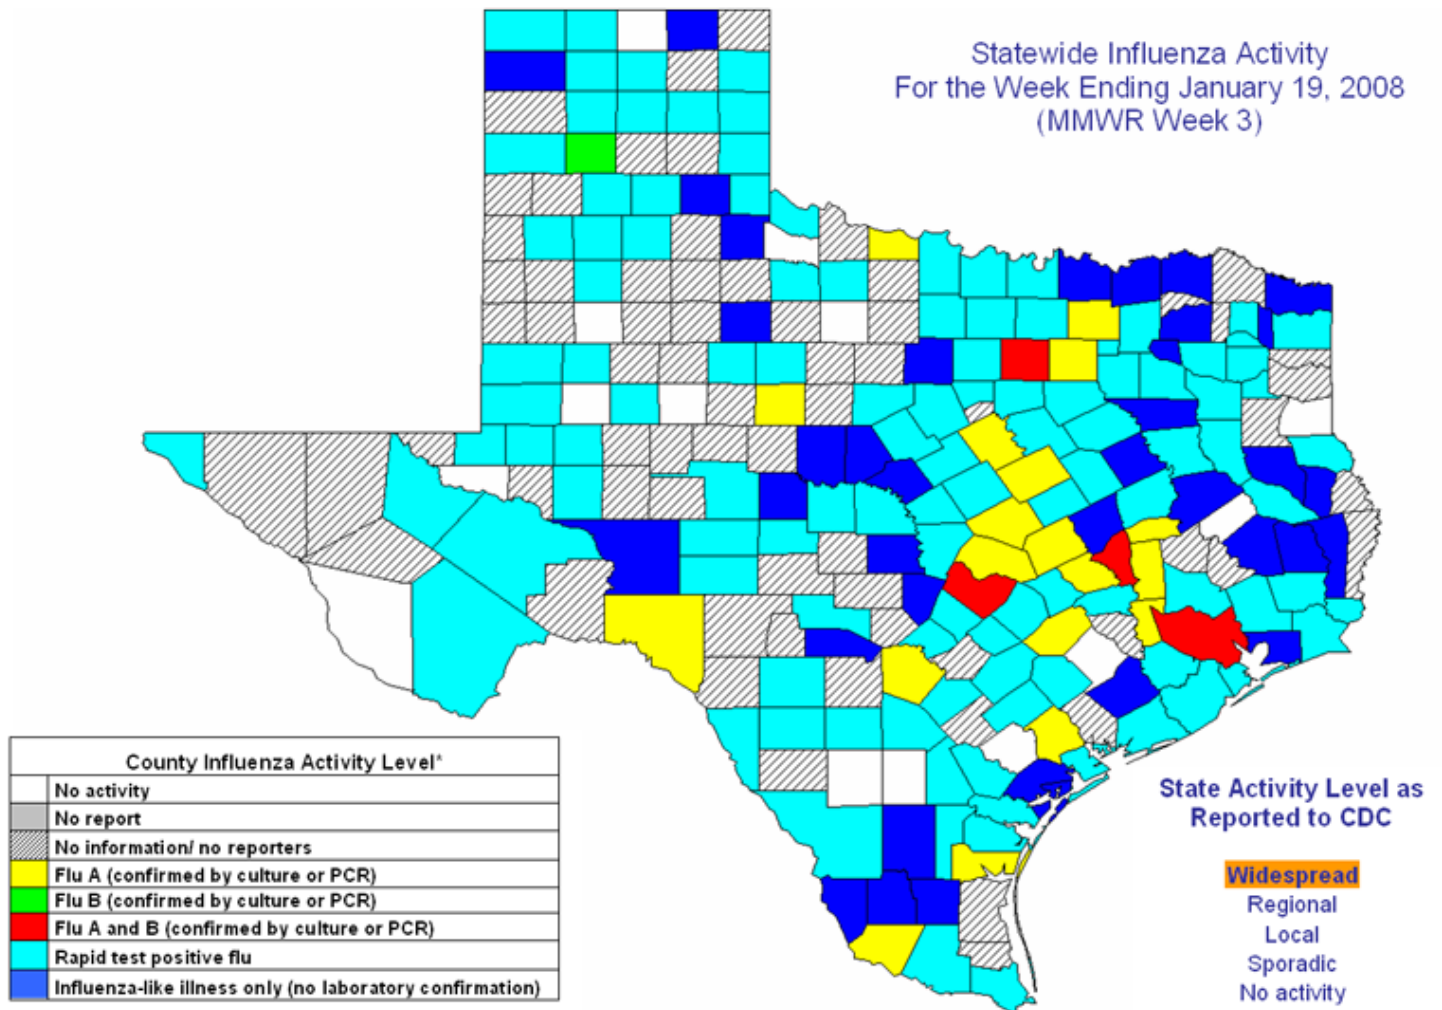 Statewide Influenza Activity
For the Week Ending January 19, 2008
(MMWR Week 3)
County Influenza Activity Level*
No activity
No report
No information/ no reporters
Flu A (confirmed by culture or PCR)
Flu B (confirmed by culture or PCR)
Flu A and B (confirmed by culture or PCR)
Rapid test positive flu
Influenza-like illness only (no laboratory confirmation)
State Activity Level as
Reported to CDC
Widespread
Regional
Local
Sporadic
No activity